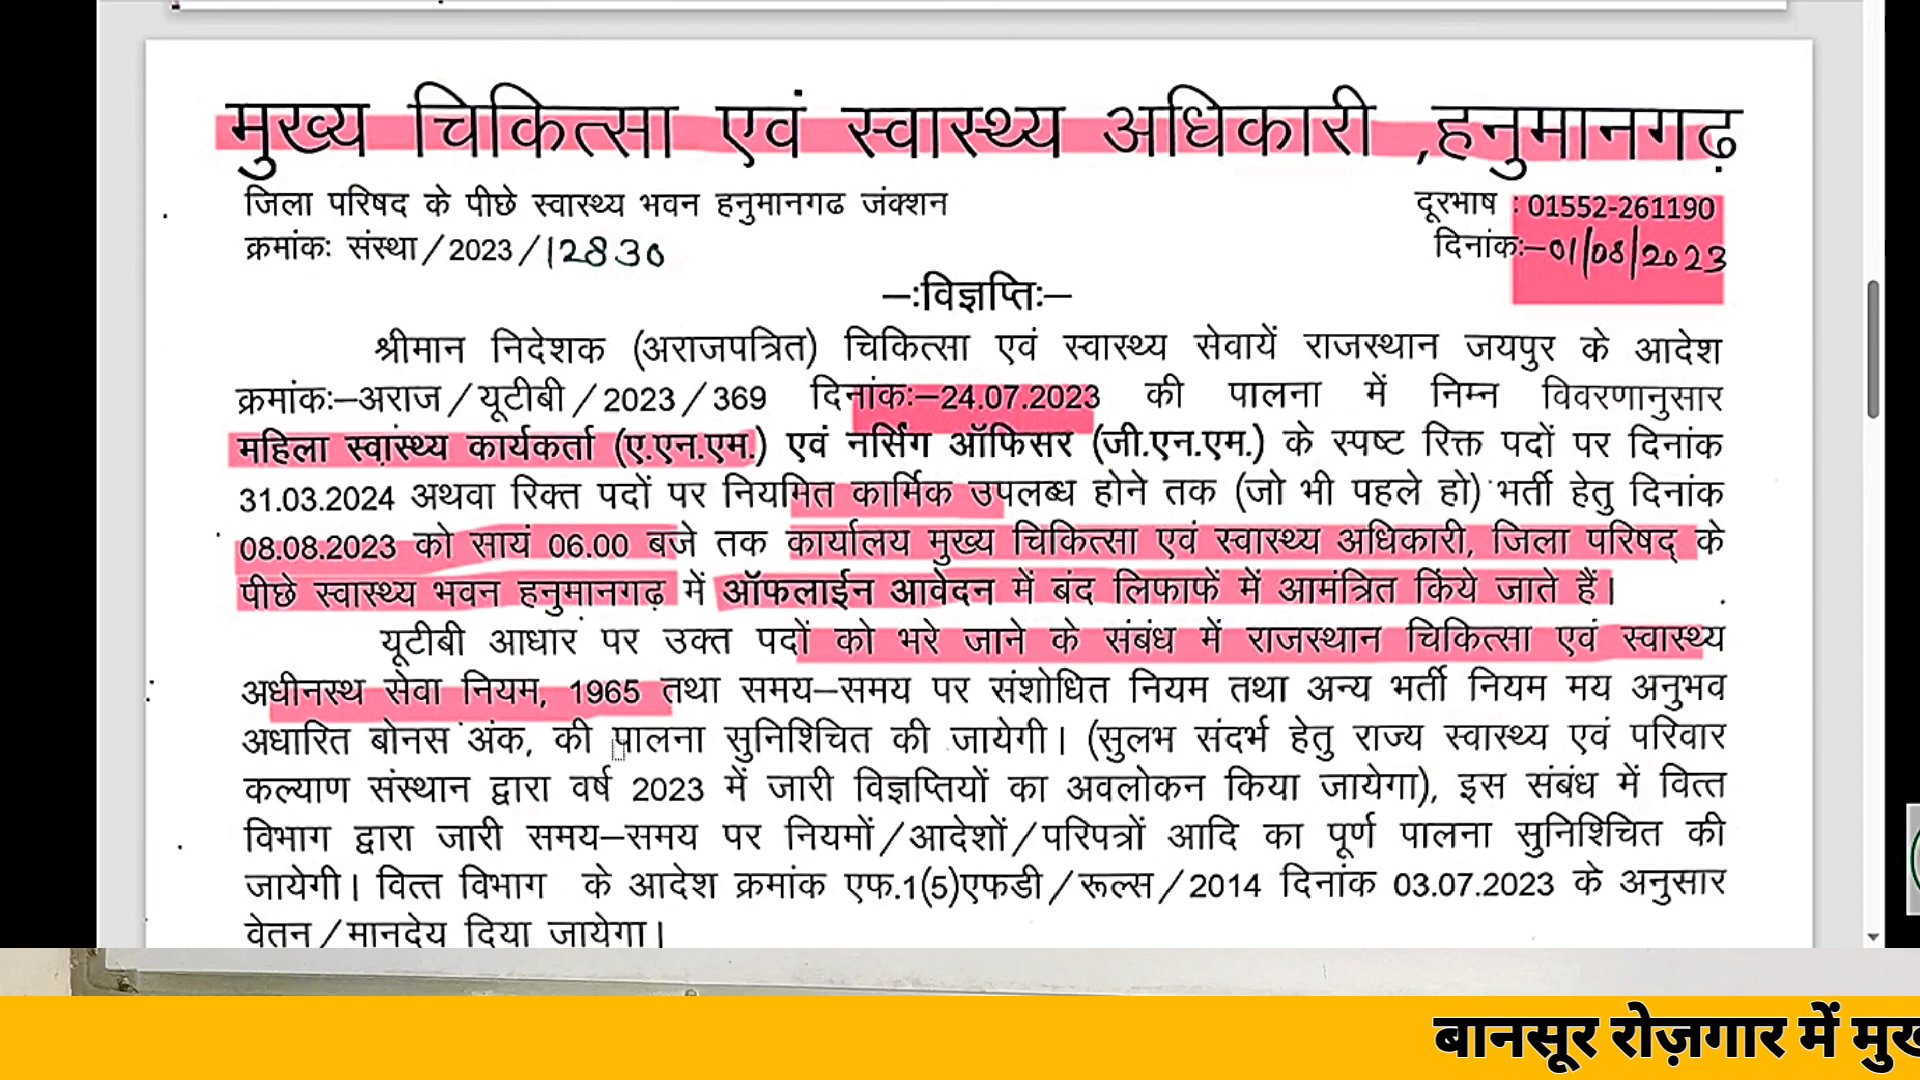 मुख्य चिकित्सा एवं स्वास्थ्य अधिकारी ,हनुमानगढ़
जिला परिषद के पीछे स्वास्थ्य भवन हनुमानगढ जंक्शन दूरभाष : 01552-261190
क्रमांकः संस्था/2023/12830 दिनांकः–01/08/2023
–:विज्ञप्तिः–
श्रीमान निदेशक (अराजपत्रित) चिकित्सा एवं स्वास्थ्य सेवायें राजस्थान जयपुर के आदेश
क्रमांकः–अराज/यूटीबी/2023/369 दिनांकः–24.07.2023 की पालना में निम्न विवरणानुसार
महिला स्वास्थ्य कार्यकर्ता (ए.एन.एम.) एवं नर्सिंग ऑफिसर (जी.एन.एम.) के स्पष्ट रिक्त पदों पर दिनांक
31.03.2024 अथवा रिक्त पदों पर नियमित कार्मिक उपलब्ध होने तक (जो भी पहले हो) भर्ती हेतु दिनांक
08.08.2023 को सायं 06.00 बजे तक कार्यालय मुख्य चिकित्सा एवं स्वास्थ्य अधिकारी, जिला परिषद् के
पीछे स्वास्थ्य भवन हनुमानगढ़ में ऑफलाईन आवेदन में बंद लिफाफें में आमंत्रित किंये जाते हैं।
यूटीबी आधार पर उक्त पदों को भरे जाने के संबंध में राजस्थान चिकित्सा एवं स्वास्थ्य
अधीनस्थ सेवा नियम, 1965 तथा समय–समय पर संशोधित नियम तथा अन्य भर्ती नियम मय अनुभव
अधारित बोनस अंक, की पालना सुनिश्चित की जायेगी। (सुलभ संदर्भ हेतु राज्य स्वास्थ्य एवं परिवार
कल्याण संस्थान द्वारा वर्ष 2023 में जारी विज्ञप्तियों का अवलोकन किया जायेगा), इस संबंध में वित्त
विभाग द्वारा जारी समय–समय पर नियमों/आदेशों/परिपत्रों आदि का पूर्ण पालना सुनिश्चित की
जायेगी। वित्त विभाग के आदेश क्रमांक एफ.1(5)एफडी/रूल्स/2014 दिनांक 03.07.2023 के अनुसार
वेतन/मानदेय दिया जायेगा।
बानसूर रोज़गार में मुख